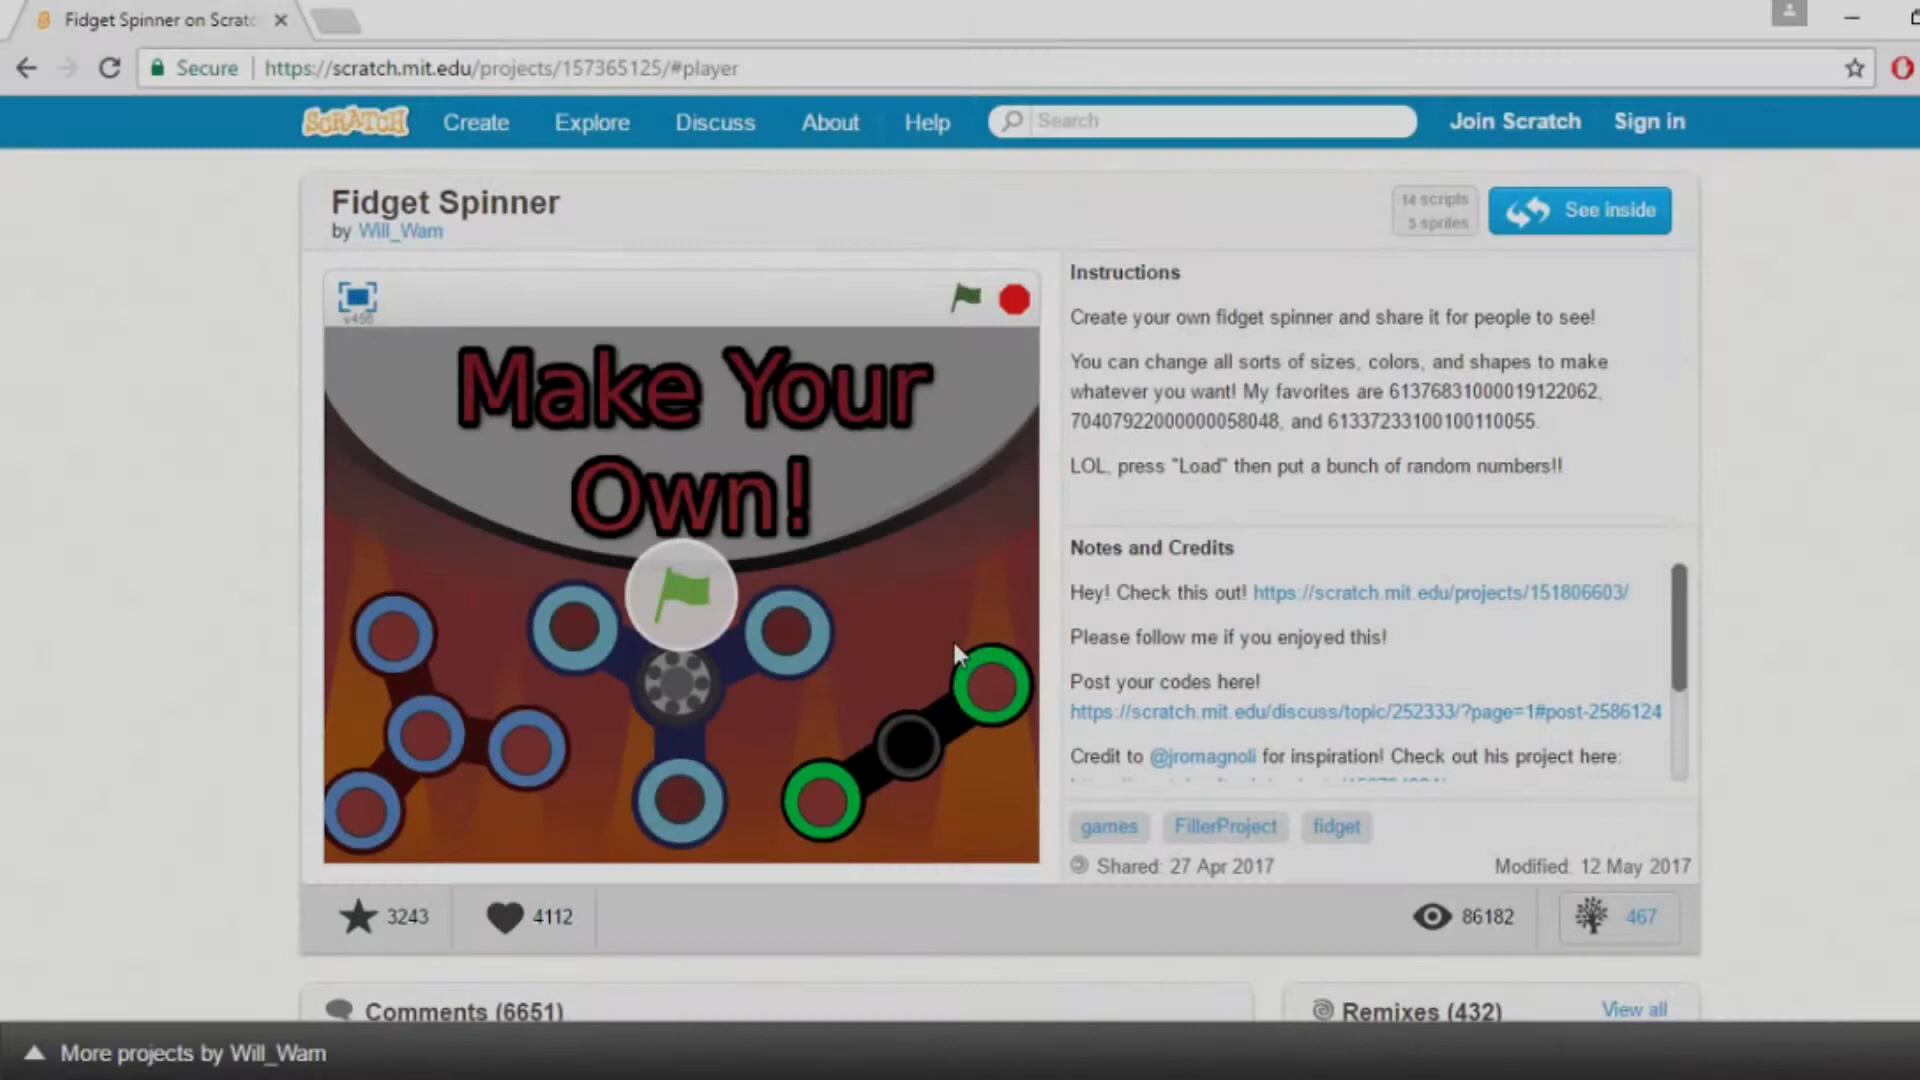 Fidget Spinner on Scratc
Secure
https://scratch.mit.edu/projects/157365125/#player
SCRATCH Create Explore Discuss About Help Search Join Scratch Sign in
Fidget Spinner
by Will_Wam
14 scripts
5 sprites
See inside
v456
Make Your
Own!
Instructions
Create your own fidget spinner and share it for people to see!
You can change all sorts of sizes, colors, and shapes to make
whatever you want! My favorites are 61376831000019122062,
70407922000000058048, and 61337233100100110055.
LOL, press "Load" then put a bunch of random numbers!!
Notes and Credits
Hey! Check this out! https://scratch.mit.edu/projects/151806603/
Please follow me if you enjoyed this!
Post your codes here!
https://scratch.mit.edu/discuss/topic/252333/?page=1#post-2586124
Credit to @jromagnoli for inspiration! Check out his project here:
games FillerProject fidget
Shared: 27 Apr 2017 Modified: 12 May 2017
3243 4112 86182 467
Comments (6651) Remixes (432) View all
More projects by Will_Wam